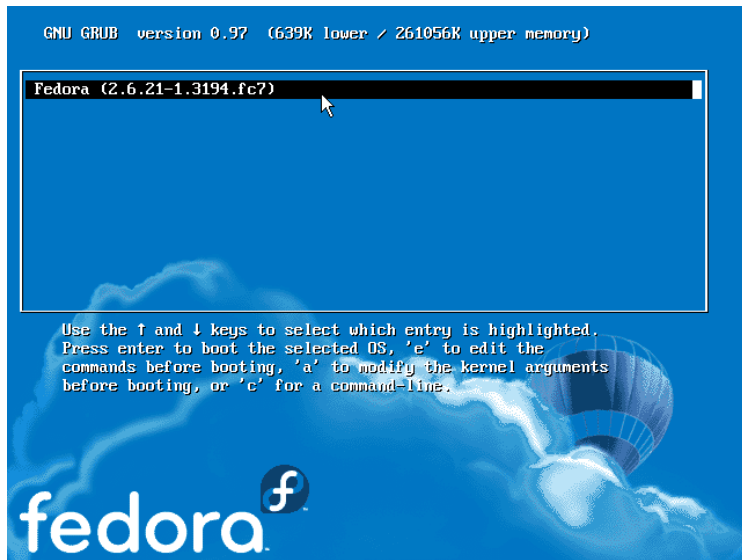 GNU GRUB version 0.97 (639K lower / 261056K upper memory)
Fedora (2.6.21-1.3194.fc7)
Use the ↑ and ↓ keys to select which entry is highlighted.
Press enter to boot the selected OS, 'e' to edit the
commands before booting, 'a' to modify the kernel arguments
before booting, or 'c' for a command-line.
fedora